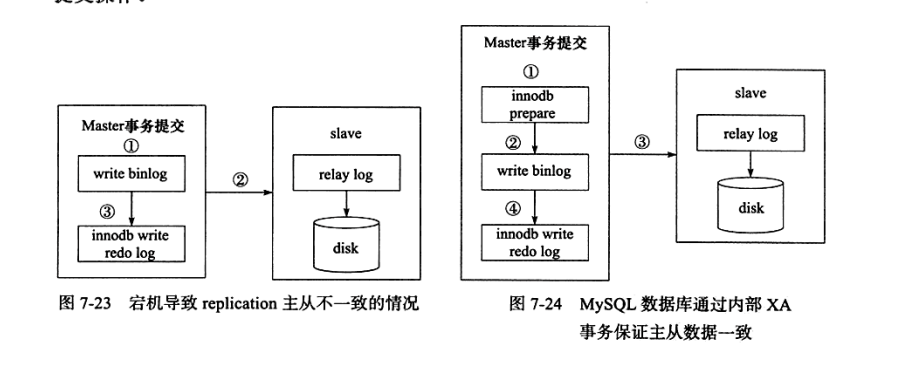 Master事务提交
①
write binlog
③
innodb write
redo log
②
slave
relay log
disk
图 7-23 宕机导致 replication 主从不一致的情况
Master事务提交
①
innodb
prepare
②
write binlog
④
innodb write
redo log
③
slave
relay log
disk
图 7-24 MySQL 数据库通过内部 XA
事务保证主从数据一致